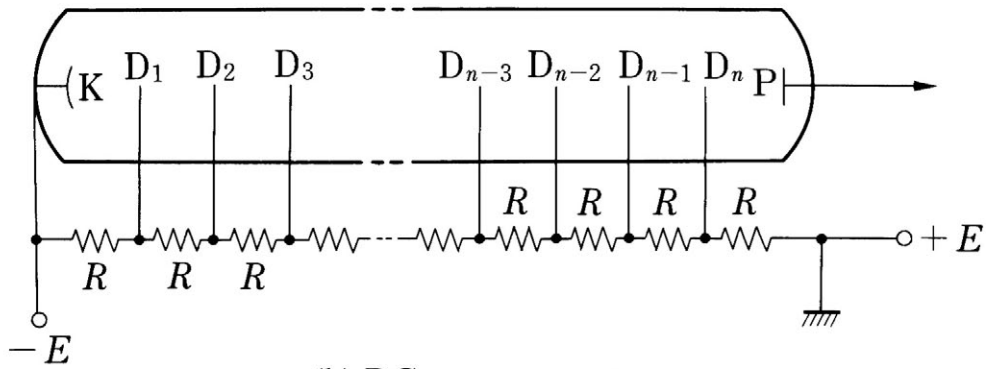 K D₁ D₂ D₃ Dₙ₋₃ Dₙ₋₂ Dₙ₋₁ Dₙ P
R R R R
+ E
R R R
− E